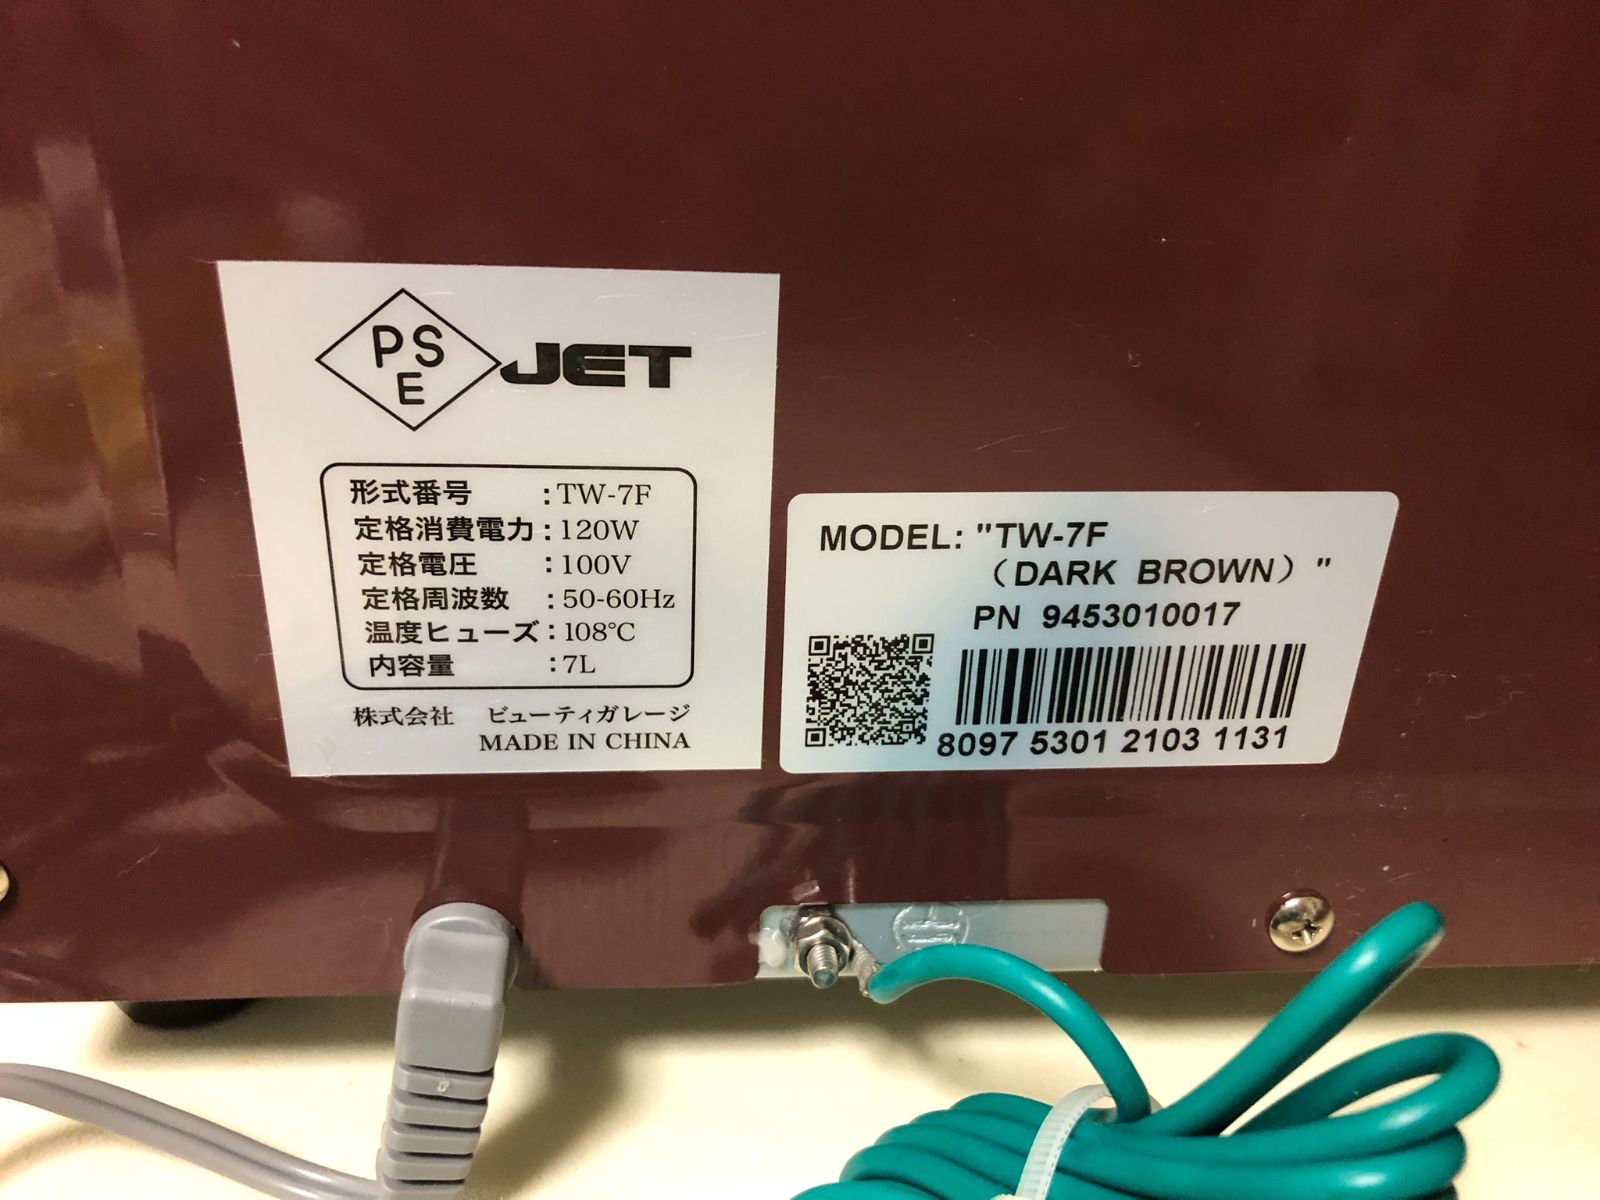 PS
E
JET
形式番号 :TW-7F
定格消費電力:120W
定格電圧 :100V
定格周波数 :50-60Hz
温度ヒューズ:108℃
内容量 :7L
株式会社 ビューティガレージ
MADE IN CHINA
MODEL: "TW-7F
（DARK BROWN）"
PN 9453010017
8097 5301 2103 1131